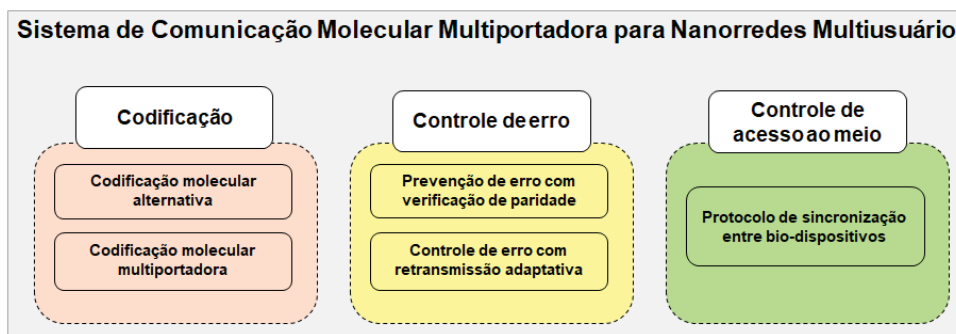 Sistema de Comunicação Molecular Multiportadora para Nanorredes Multiusuário
Codificação
Codificação molecular
alternativa
Codificação molecular
multiportadora
Controle de erro
Prevenção de erro com
verificação de paridade
Controle de erro com
retransmissão adaptativa
Controle de
acesso ao meio
Protocolo de sincronização
entre bio-dispositivos